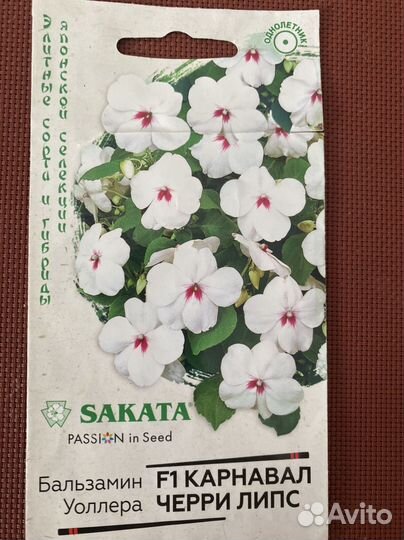 Элитные сорта и гибриды
японской селекции
ОДНОЛЕТНИК
SAKATA®
PASSION in Seed
Бальзамин
Уоллера
F1 КАРНАВАЛ
ЧЕРРИ ЛИПС
Avito